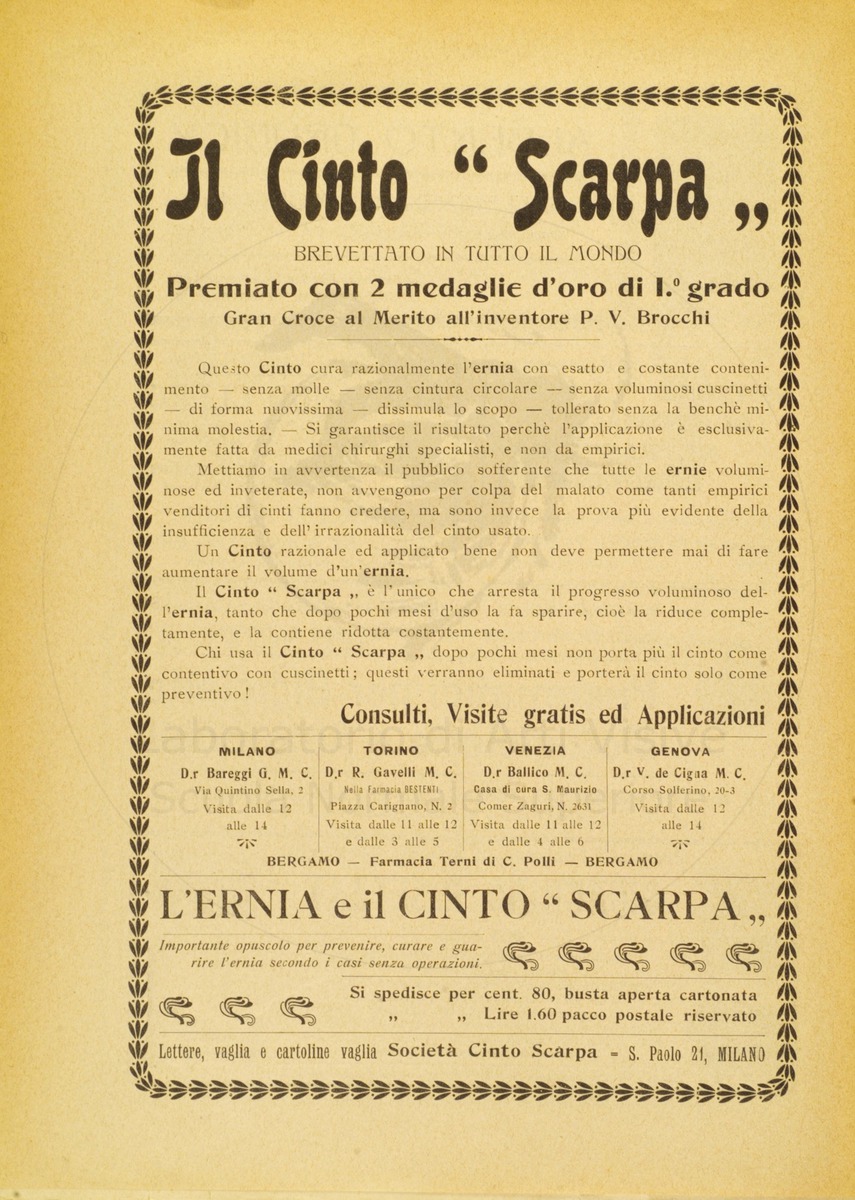 Il Cinto “ Scarpa „
BREVETTATO IN TUTTO IL MONDO
Premiato con 2 medaglie d'oro di I.º grado
Gran Croce al Merito all'inventore P. V. Brocchi
Questo Cinto cura razionalmente l'ernia con esatto e costante conteni-
mento — senza molle — senza cintura circolare — senza voluminosi cuscinetti
— di forma nuovissima — dissimula lo scopo — tollerato senza la benchè mi-
nima molestia. — Si garantisce il risultato perchè l'applicazione è esclusiva-
mente fatta da medici chirurghi specialisti, e non da empirici.
Mettiamo in avvertenza il pubblico sofferente che tutte le ernie volumi-
nose ed inveterate, non avvengono per colpa del malato come tanti empirici
venditori di cinti fanno credere, ma sono invece la prova più evidente della
insufficienza e dell' irrazionalità del cinto usato.
Un Cinto razionale ed applicato bene non deve permettere mai di fare
aumentare il volume d'un'ernia.
Il Cinto “ Scarpa „ è l'unico che arresta il progresso voluminoso del-
l'ernia, tanto che dopo pochi mesi d'uso la fa sparire, cioè la riduce comple-
tamente, e la contiene ridotta costantemente.
Chi usa il Cinto “ Scarpa „ dopo pochi mesi non porta più il cinto come
contentivo con cuscinetti ; questi verranno eliminati e porterà il cinto solo come
preventivo !
Consulti, Visite gratis ed Applicazioni
MILANO
D.r Bareggi G. M. C.
Via Quintino Sella, 2
Visita dalle 12
alle 14
TORINO
D.r R. Gavelli M. C.
Nella Farmacia BESTENTI
Piazza Carignano, N. 2
Visita dalle 11 alle 12
e dalle 3 alle 5
VENEZIA
D.r Ballico M. C.
Casa di cura S. Maurizio
Comer Zaguri, N. 2631
Visita dalle 11 alle 12
e dalle 4 alle 6
GENOVA
D.r V. de Cigna M. C.
Corso Solferino, 20-3
Visita dalle 12
alle 14
BERGAMO — Farmacia Terni di C. Polli — BERGAMO
L'ERNIA e il CINTO “ SCARPA „
Importante opuscolo per prevenire, curare e gua-
rire l'ernia secondo i casi senza operazioni.
Si spedisce per cent. 80, busta aperta cartonata
„ „ Lire 1.60 pacco postale riservato
Lettere, vaglia e cartoline vaglia Società Cinto Scarpa - S. Paolo 21, MILANO